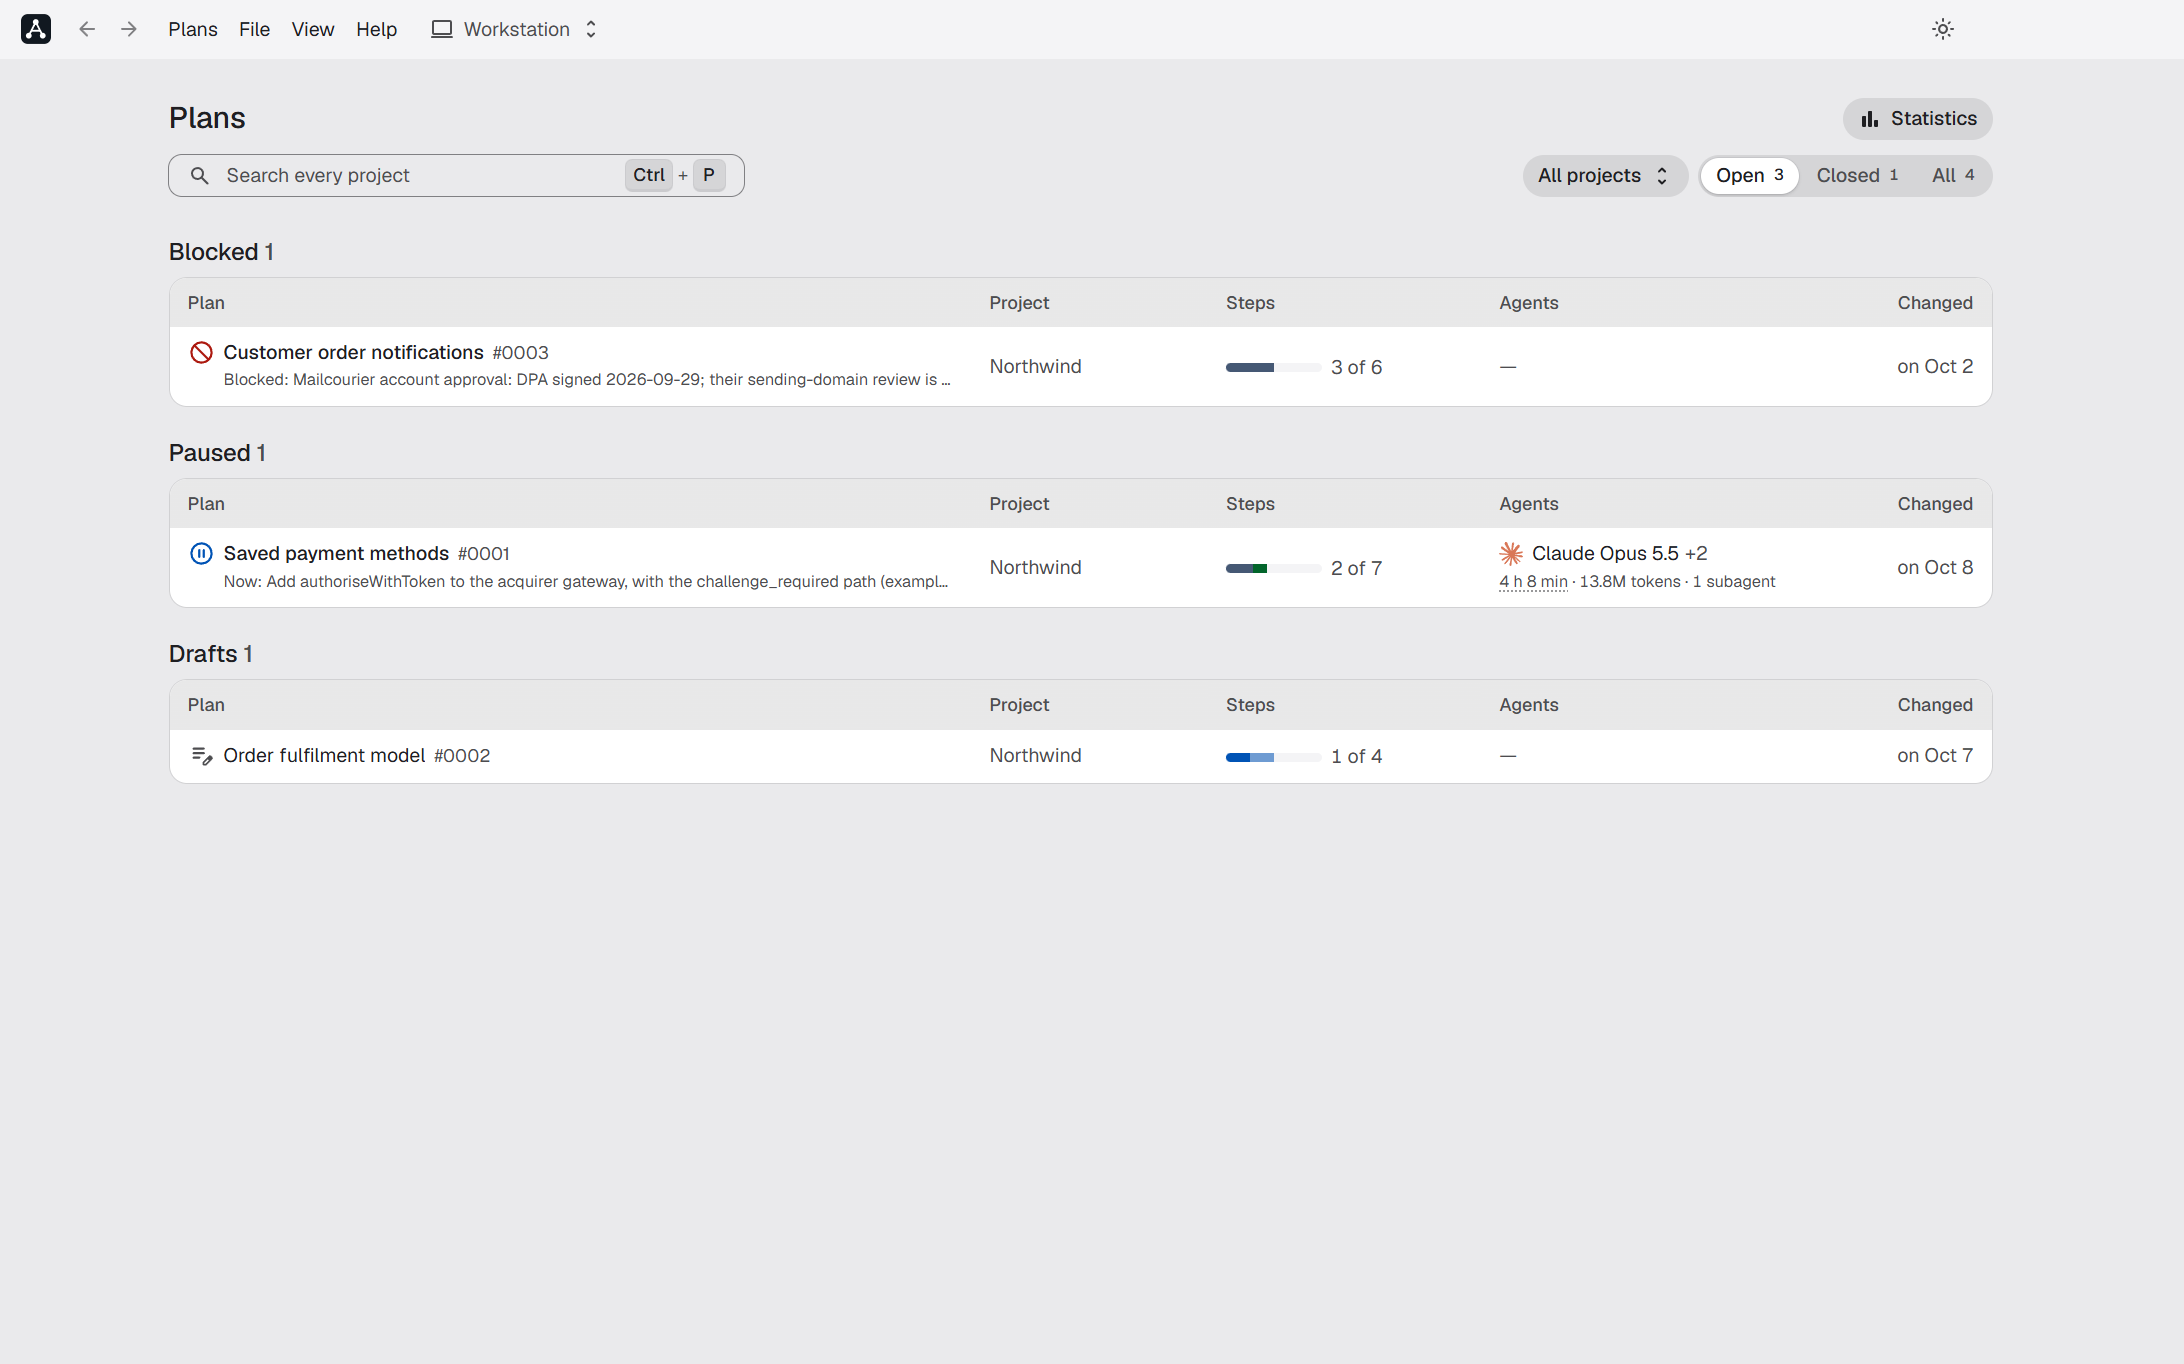 Plans File View Help Workstation
Plans
Statistics
Search every project Ctrl + P
All projects Open 3 Closed 1 All 4
Blocked 1
Plan Project Steps Agents Changed
Customer order notifications #0003
Blocked: Mailcourier account approval: DPA signed 2026-09-29; their sending-domain review is …
Northwind 3 of 6 — on Oct 2
Paused 1
Plan Project Steps Agents Changed
Saved payment methods #0001
Now: Add authoriseWithToken to the acquirer gateway, with the challenge_required path (exampl…
Northwind 2 of 7
Claude Opus 5.5 +2
4 h 8 min · 13.8M tokens · 1 subagent
on Oct 8
Drafts 1
Plan Project Steps Agents Changed
Order fulfilment model #0002 Northwind 1 of 4 — on Oct 7